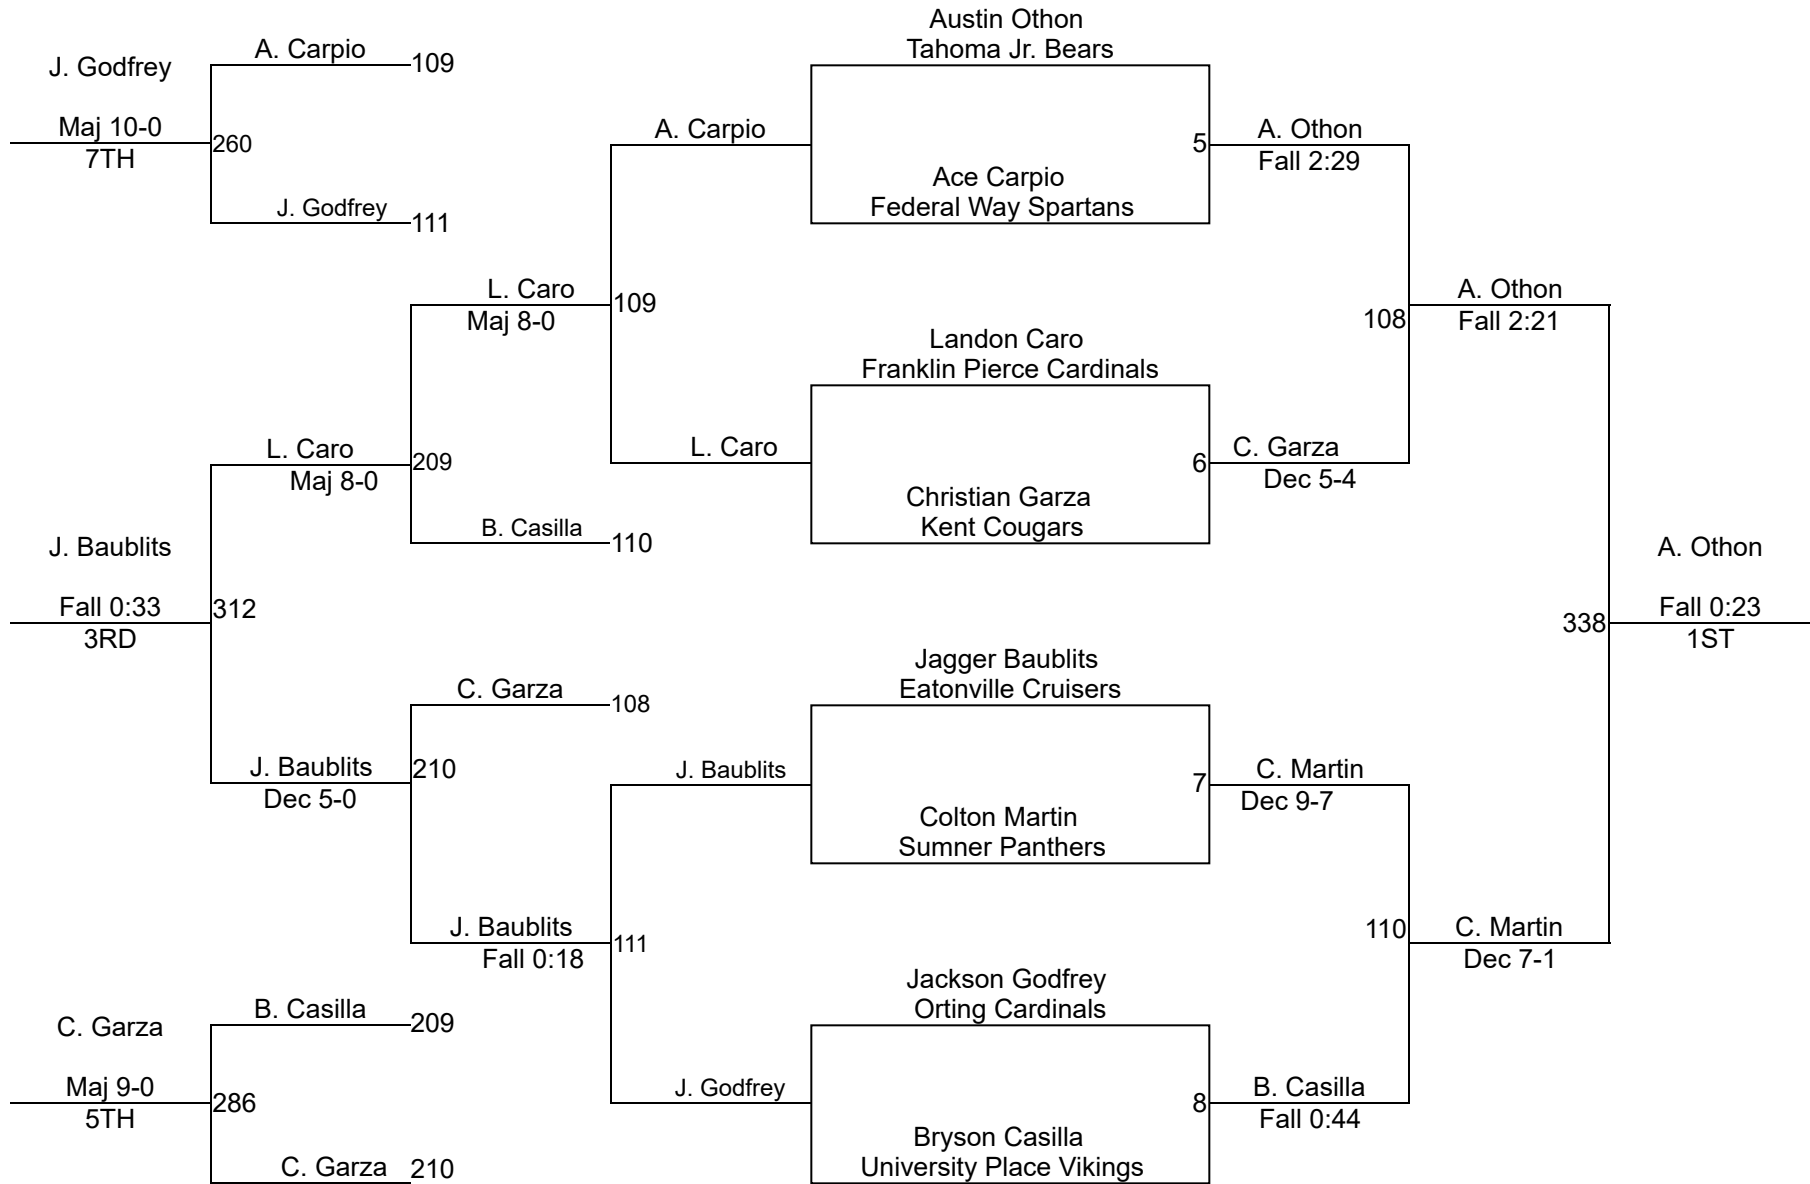 Austin Othon
Tahoma Jr. Bears
J. Godfrey
A. Carpio
109
Maj 10-0
7TH
260
A. Carpio
5
A. Othon
Fall 2:29
Ace Carpio
Federal Way Spartans
J. Godfrey
111
L. Caro
Maj 8-0
109
108
A. Othon
Fall 2:21
Landon Caro
Franklin Pierce Cardinals
L. Caro
Maj 8-0
209
L. Caro
6
C. Garza
Dec 5-4
Christian Garza
Kent Cougars
B. Casilla
110
J. Baublits
Fall 0:33
3RD
312
A. Othon
338
Fall 0:23
1ST
Jagger Baublits
Eatonville Cruisers
C. Garza
108
J. Baublits
Dec 5-0
210
J. Baublits
7
C. Martin
Dec 9-7
Colton Martin
Sumner Panthers
J. Baublits
Fall 0:18
111
110
C. Martin
Dec 7-1
Jackson Godfrey
Orting Cardinals
C. Garza
B. Casilla
209
Maj 9-0
5TH
286
J. Godfrey
8
B. Casilla
Fall 0:44
Bryson Casilla
University Place Vikings
C. Garza
210